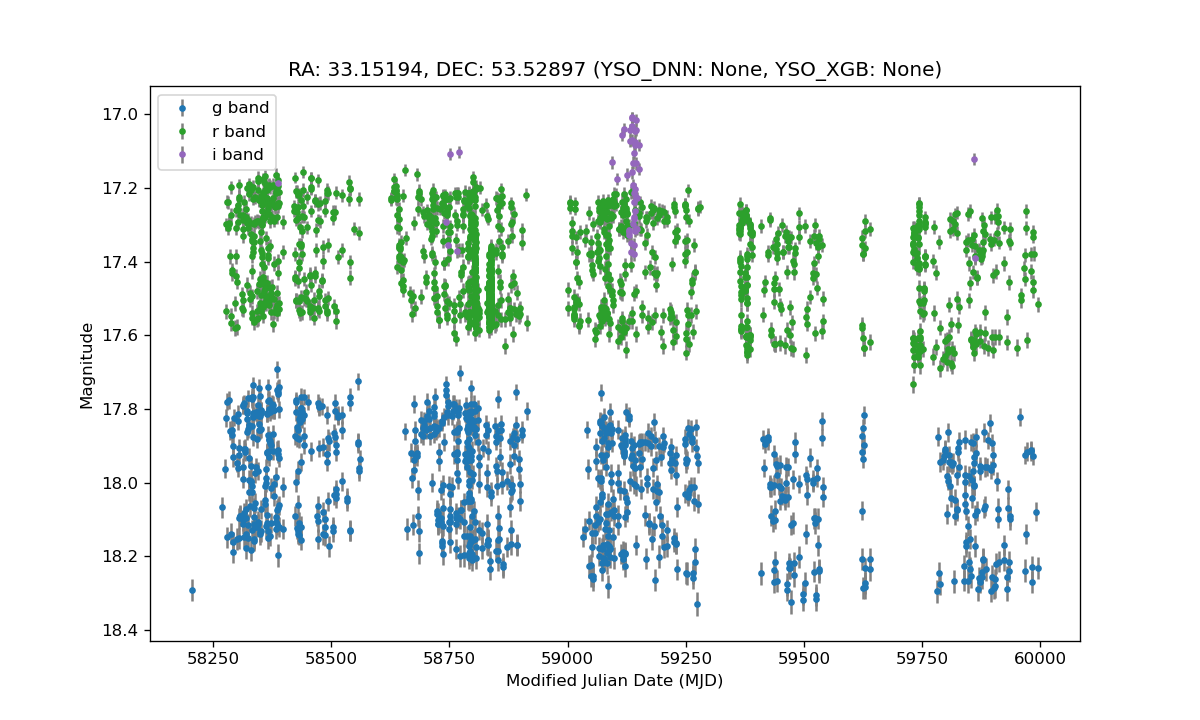 RA: 33.15194, DEC: 53.52897 (YSO_DNN: None, YSO_XGB: None)
g band
r band
i band
17.0
17.2
17.4
17.6
17.8
18.0
18.2
18.4
Magnitude
58250
58500
58750
59000
59250
59500
59750
60000
Modified Julian Date (MJD)